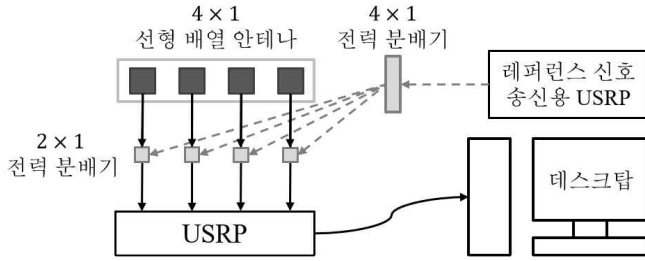 4 × 1
선형 배열 안테나
4 × 1
전력 분배기
레퍼런스 신호
송신용 USRP
2 × 1
전력 분배기
데스크탑
USRP